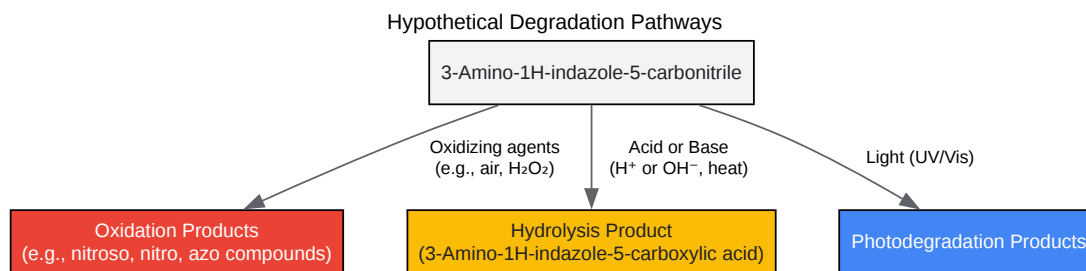 Hypothetical Degradation Pathways
3-Amino-1H-indazole-5-carbonitrile
Oxidizing agents
(e.g., air, H₂O₂)
Acid or Base
(H⁺ or OH⁻, heat)
Light (UV/Vis)
Oxidation Products
(e.g., nitroso, nitro, azo compounds)
Hydrolysis Product
(3-Amino-1H-indazole-5-carboxylic acid)
Photodegradation Products